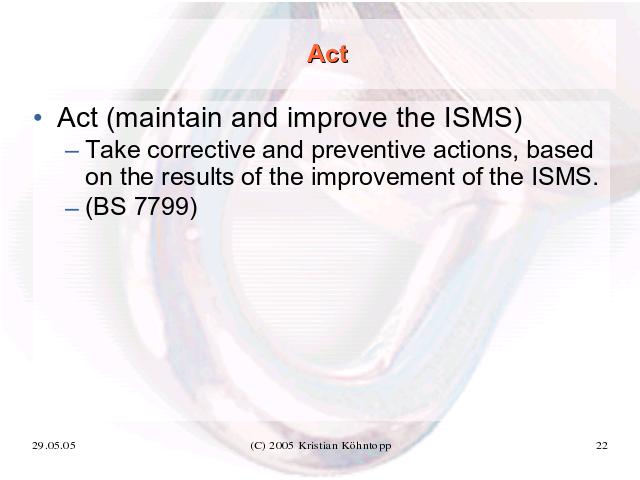 Act
• Act (maintain and improve the ISMS)
– Take corrective and preventive actions, based
on the results of the improvement of the ISMS.
– (BS 7799)
29.05.05
(C) 2005 Kristian Köhntopp
22